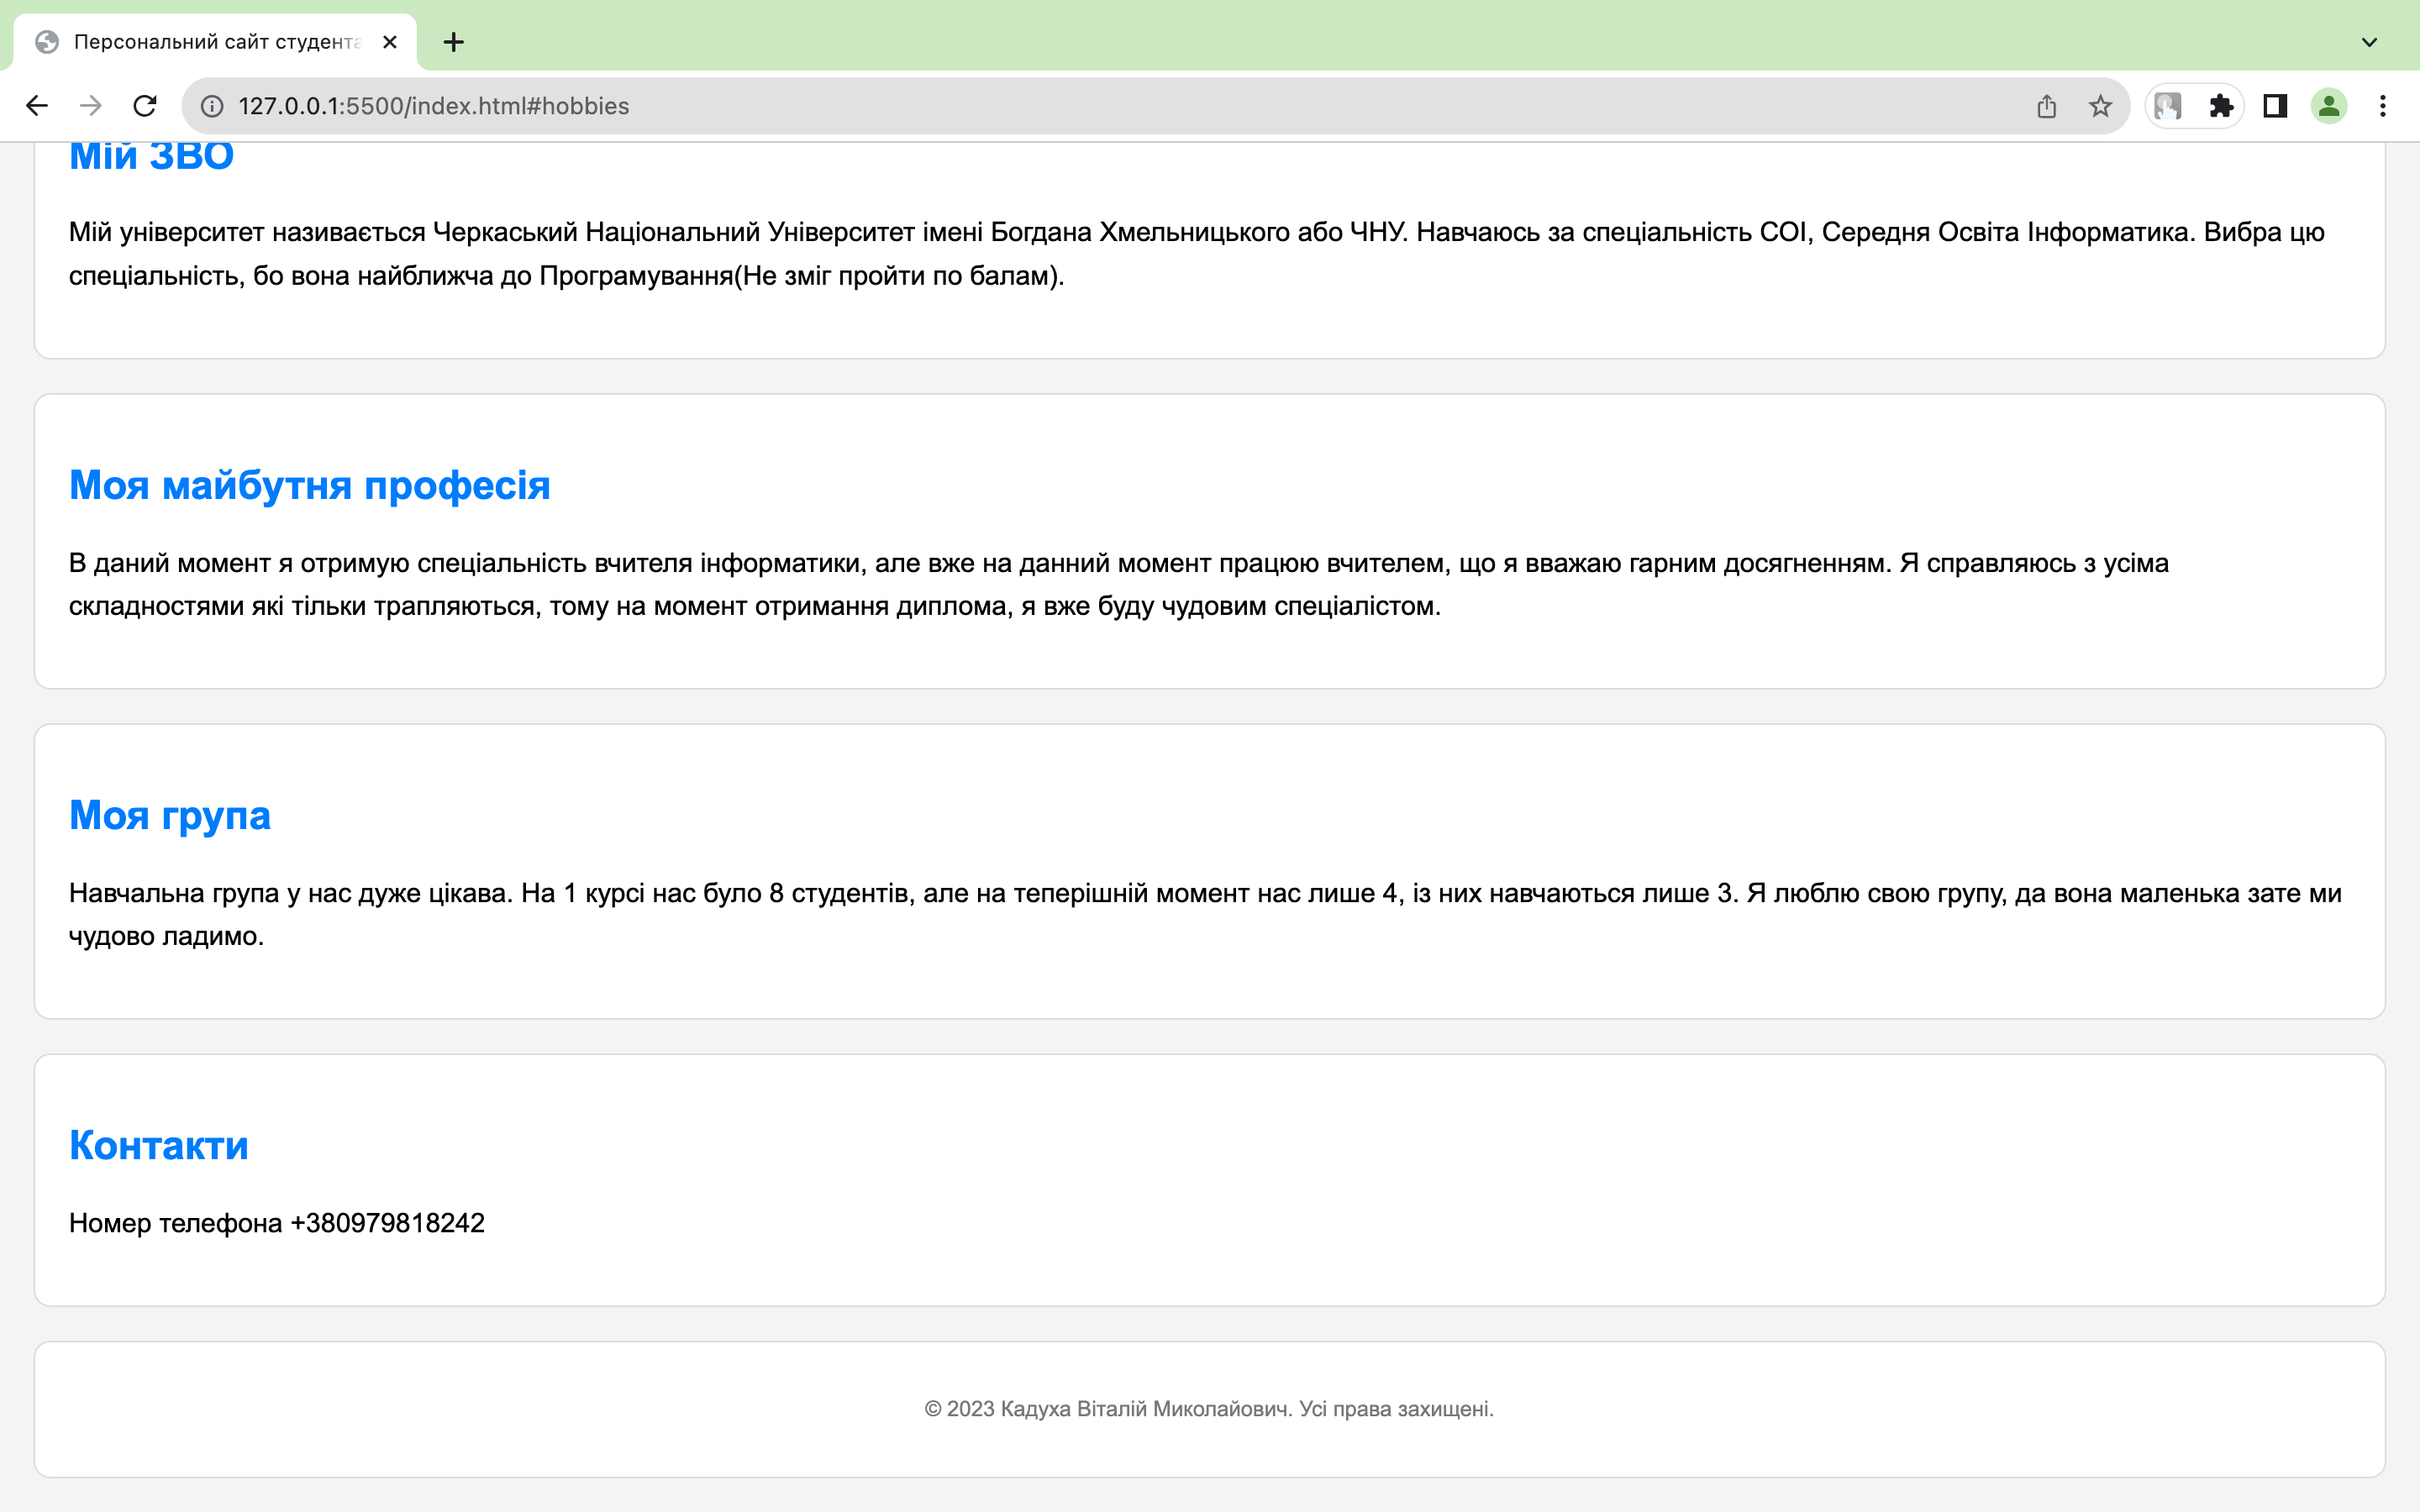 Персональний сайт студента
127.0.0.1:5500/index.html#hobbies
Мій ЗВО
Мій університет називається Черкаський Національний Університет імені Богдана Хмельницького або ЧНУ. Навчаюсь за спеціальність СОІ, Середня Освіта Інформатика. Вибра цю
спеціальність, бо вона найближча до Програмування(Не зміг пройти по балам).
Моя майбутня професія
В даний момент я отримую спеціальність вчителя інформатики, але вже на данний момент працюю вчителем, що я вважаю гарним досягненням. Я справляюсь з усіма
складностями які тільки трапляються, тому на момент отримання диплома, я вже буду чудовим спеціалістом.
Моя група
Навчальна група у нас дуже цікава. На 1 курсі нас було 8 студентів, але на теперішній момент нас лише 4, із них навчаються лише 3. Я люблю свою групу, да вона маленька зате ми
чудово ладимо.
Контакти
Номер телефона +380979818242
© 2023 Кадуха Віталій Миколайович. Усі права захищені.